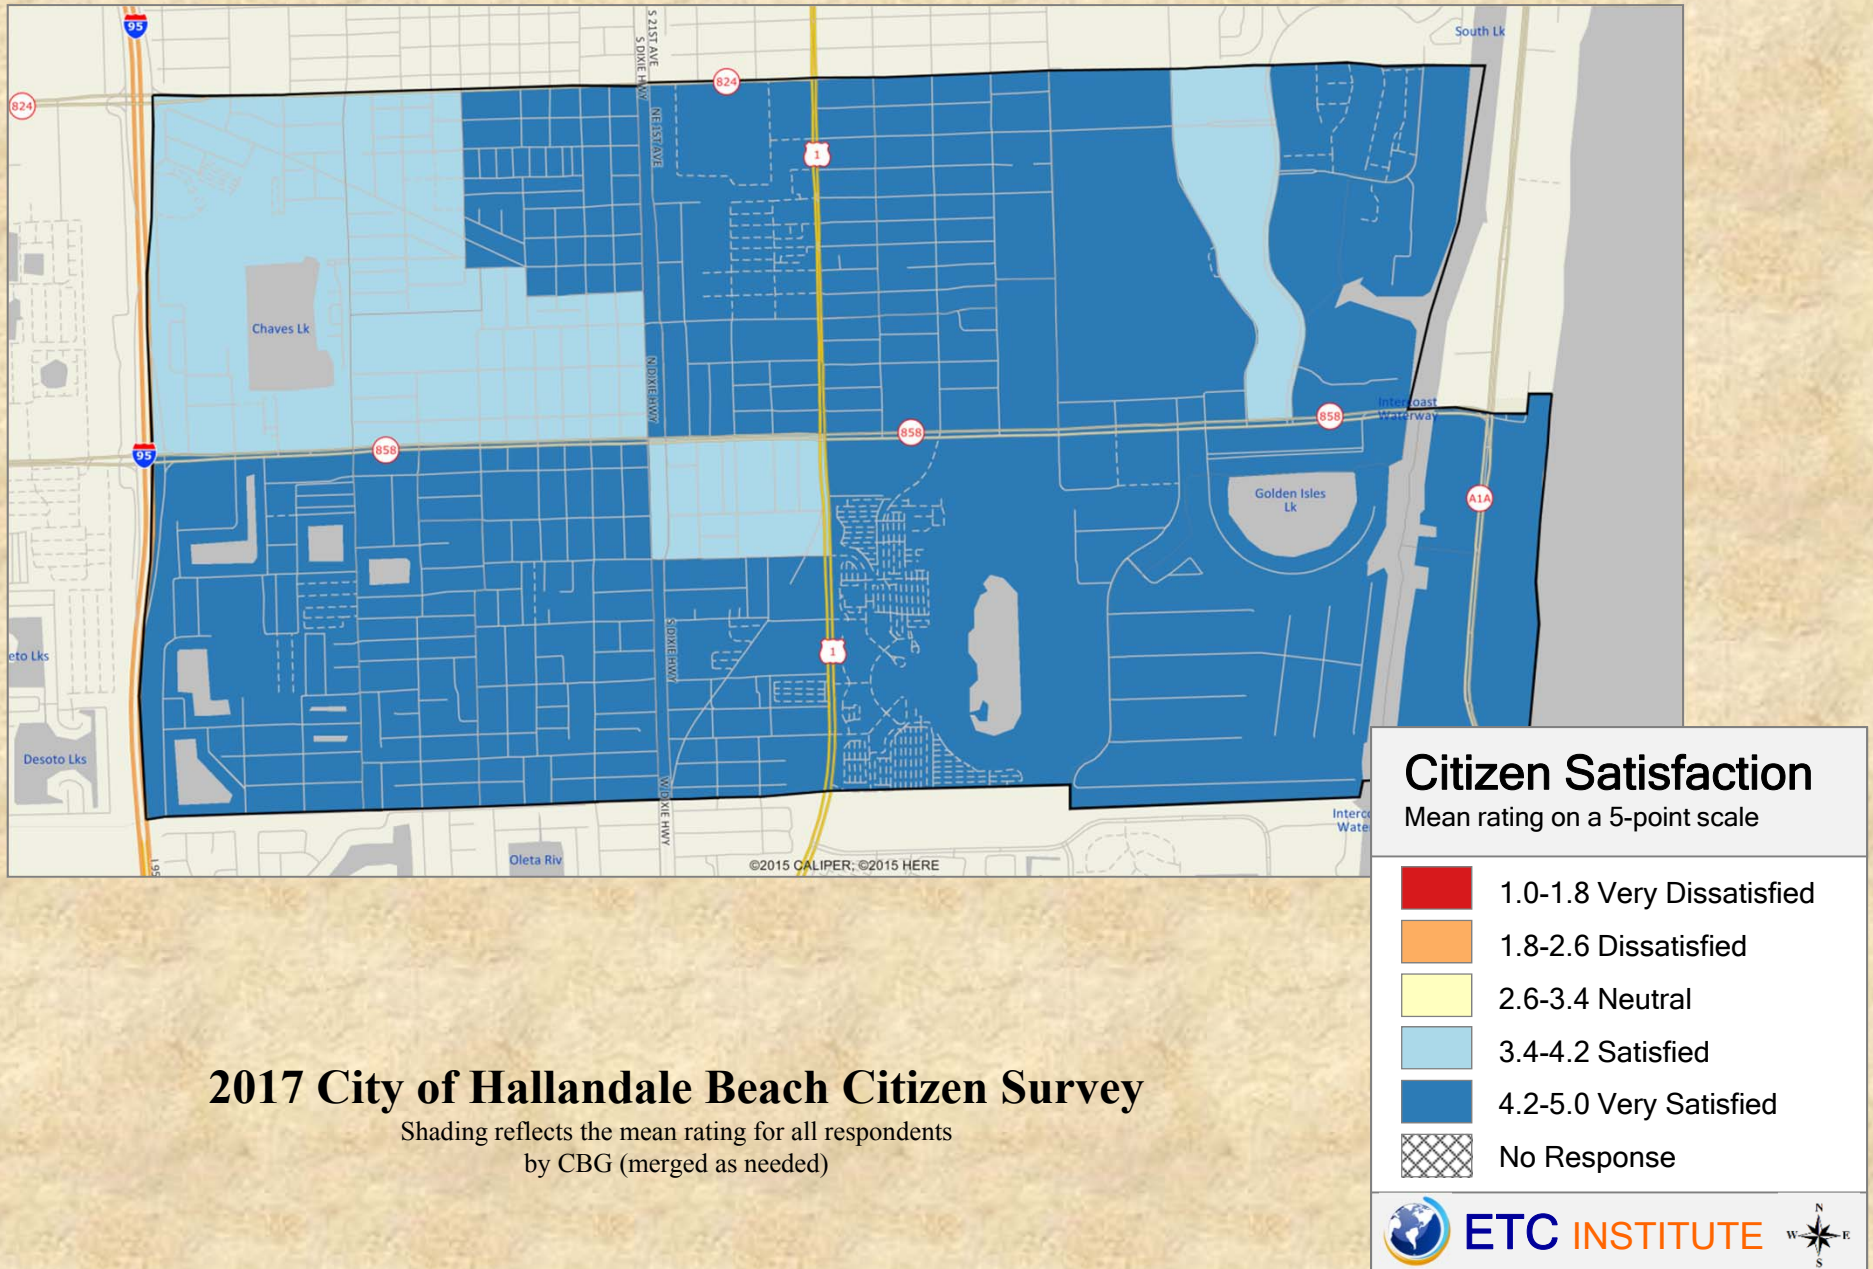 95
S 21ST AVE
S DIXIE HWY
South Lk
824
824
NE 1ST AVE
1
Chaves Lk
N DIXIE HWY
Intercoast
Waterway
858
858
858
95
Golden Isles
Lk
A1A
S DIXIE HWY
1
eto Lks
Desoto Lks
W DIXIE HWY
Interco
Wate
Oleta Riv
I 95
©2015 CALIPER; ©2015 HERE
Citizen Satisfaction
Mean rating on a 5-point scale
1.0-1.8 Very Dissatisfied
1.8-2.6 Dissatisfied
2.6-3.4 Neutral
3.4-4.2 Satisfied
4.2-5.0 Very Satisfied
No Response
2017 City of Hallandale Beach Citizen Survey
Shading reflects the mean rating for all respondents
by CBG (merged as needed)
ETC INSTITUTE
N
W E
S